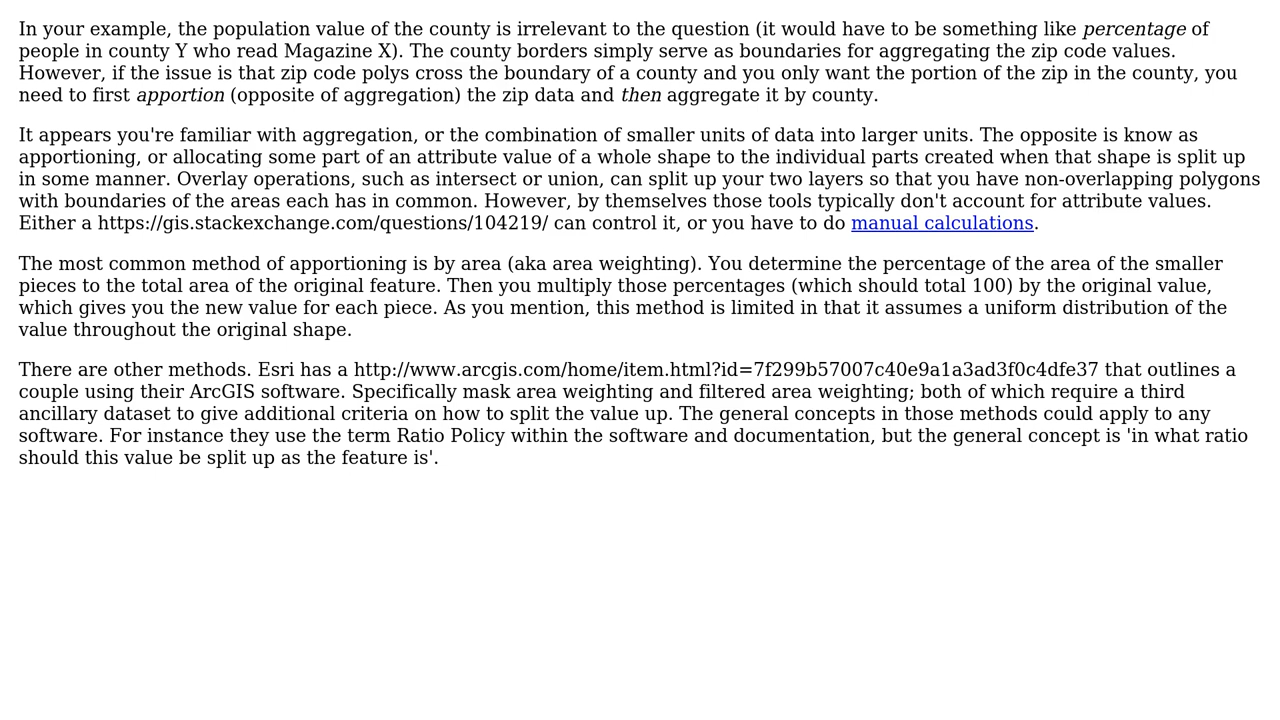 In your example, the population value of the county is irrelevant to the question (it would have to be something like percentage of
people in county Y who read Magazine X). The county borders simply serve as boundaries for aggregating the zip code values.
However, if the issue is that zip code polys cross the boundary of a county and you only want the portion of the zip in the county, you
need to first apportion (opposite of aggregation) the zip data and then aggregate it by county.
It appears you're familiar with aggregation, or the combination of smaller units of data into larger units. The opposite is know as
apportioning, or allocating some part of an attribute value of a whole shape to the individual parts created when that shape is split up
in some manner. Overlay operations, such as intersect or union, can split up your two layers so that you have non-overlapping polygons
with boundaries of the areas each has in common. However, by themselves those tools typically don't account for attribute values.
Either a https://gis.stackexchange.com/questions/104219/ can control it, or you have to do manual calculations.
The most common method of apportioning is by area (aka area weighting). You determine the percentage of the area of the smaller
pieces to the total area of the original feature. Then you multiply those percentages (which should total 100) by the original value,
which gives you the new value for each piece. As you mention, this method is limited in that it assumes a uniform distribution of the
value throughout the original shape.
There are other methods. Esri has a http://www.arcgis.com/home/item.html?id=7f299b57007c40e9a1a3ad3f0c4dfe37 that outlines a
couple using their ArcGIS software. Specifically mask area weighting and filtered area weighting; both of which require a third
ancillary dataset to give additional criteria on how to split the value up. The general concepts in those methods could apply to any
software. For instance they use the term Ratio Policy within the software and documentation, but the general concept is 'in what ratio
should this value be split up as the feature is'.